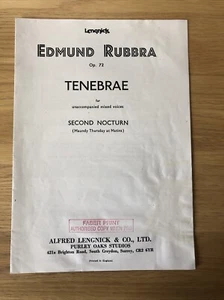 Lengnick
EDMUND RUBBRA
Op. 72
TENEBRAE
for
unaccompanied mixed voices
SECOND NOCTURN
(Maundy Thursday at Matins)
ALFRED LENGNICK & CO., LTD.
PURLEY OAKS STUDIOS
421a Brighton Road, South Croydon, Surrey, CR2 6YR